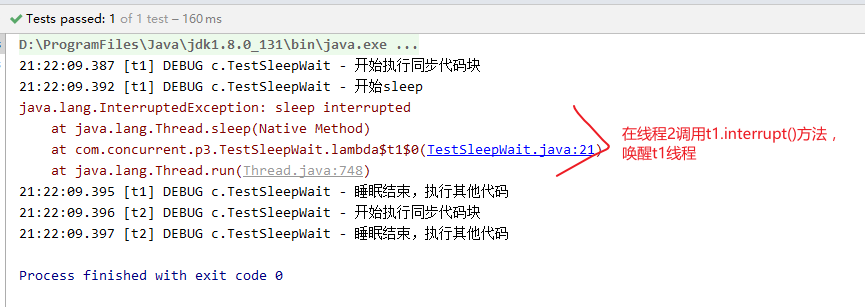 Tests passed: 1 of 1 test – 160 ms
D:\ProgramFiles\Java\jdk1.8.0_131\bin\java.exe ...
21:22:09.387 [t1] DEBUG c.TestSleepWait - 开始执行同步代码块
21:22:09.392 [t1] DEBUG c.TestSleepWait - 开始sleep
java.lang.InterruptedException: sleep interrupted
at java.lang.Thread.sleep(Native Method)
at com.concurrent.p3.TestSleepWait.lambda$t1$0(TestSleepWait.java:21)
at java.lang.Thread.run(Thread.java:748)
在线程2调用t1.interrupt()方法，
唤醒t1线程
21:22:09.395 [t1] DEBUG c.TestSleepWait - 睡眠结束，执行其他代码
21:22:09.396 [t2] DEBUG c.TestSleepWait - 开始执行同步代码块
21:22:09.397 [t2] DEBUG c.TestSleepWait - 睡眠结束，执行其他代码
Process finished with exit code 0